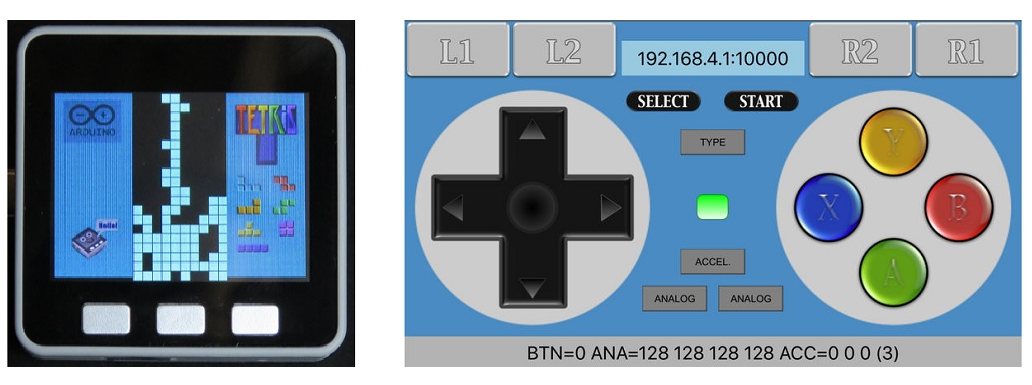 ARDUINO
TETRIS
Hello!
L1
L2
192.168.4.1:10000
R2
R1
SELECT
START
TYPE
Y
X
B
A
ACCEL.
ANALOG
ANALOG
BTN=0 ANA=128 128 128 128 ACC=0 0 0 (3)